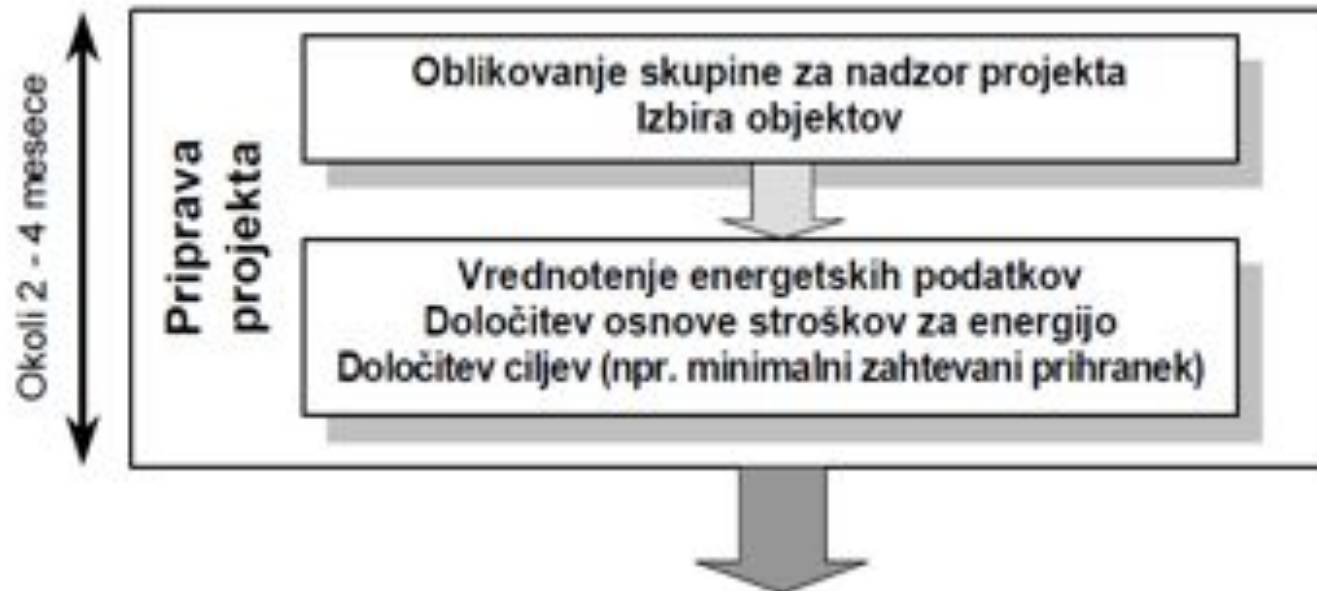 Okoli 2 - 4 mesece
Priprava
projekta
Oblikovanje skupine za nadzor projekta
Izbira objektov
Vrednotenje energetskih podatkov
Določitev osnove stroškov za energijo
Določitev ciljev (npr. minimalni zahtevani prihranek)